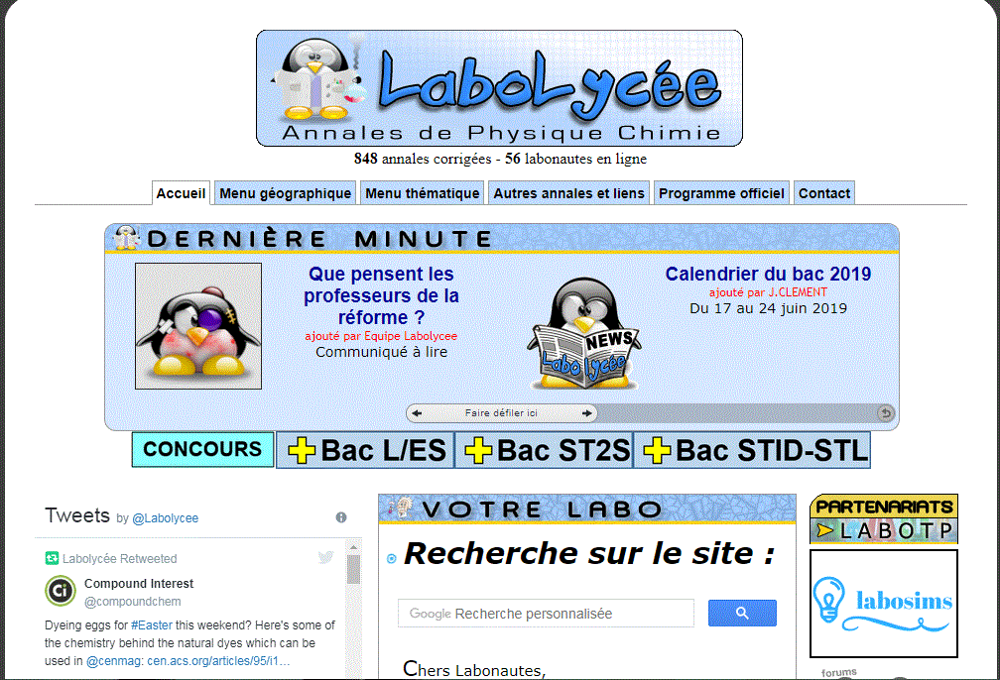 LaboLycée
Annales de Physique Chimie
848 annales corrigées - 56 labonautes en ligne
Accueil
Menu géographique
Menu thématique
Autres annales et liens
Programme officiel
Contact
DERNIÈRE MINUTE
Que pensent les
professeurs de la
réforme ?
ajouté par Equipe Labolycee
Communiqué à lire
NEWS
LaboLycée
Calendrier du bac 2019
ajouté par J.CLEMENT
Du 17 au 24 juin 2019
Faire défiler ici
CONCOURS
Bac L/ES
Bac ST2S
Bac STID-STL
Tweets by @Labolycee
Labolycée Retweeted
Ci
Compound Interest
@compoundchem
Dyeing eggs for #Easter this weekend? Here's some
of the chemistry behind the natural dyes which can be
used in @cenmag: cen.acs.org/articles/95/i1…
VOTRE LABO
Recherche sur le site :
Google Recherche personnalisée
Chers Labonautes,
PARTENARIATS
>LABOTP
labosims
forums